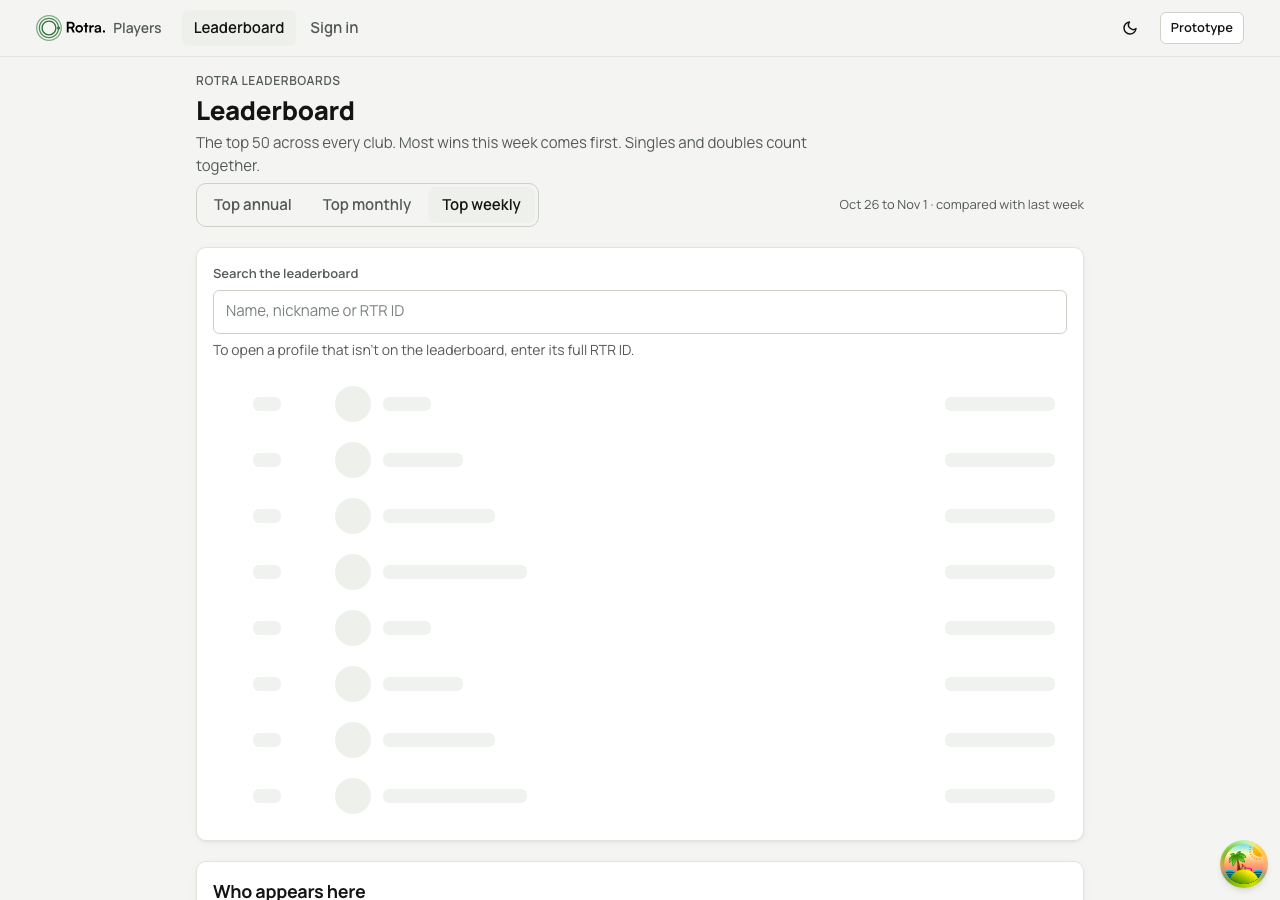 Rotra. Players Leaderboard Sign in Prototype
ROTRA LEADERBOARDS
Leaderboard
The top 50 across every club. Most wins this week comes first. Singles and doubles count
together.
Top annual Top monthly Top weekly Oct 26 to Nov 1 · compared with last week
Search the leaderboard
Name, nickname or RTR ID
To open a profile that isn't on the leaderboard, enter its full RTR ID.
Who appears here